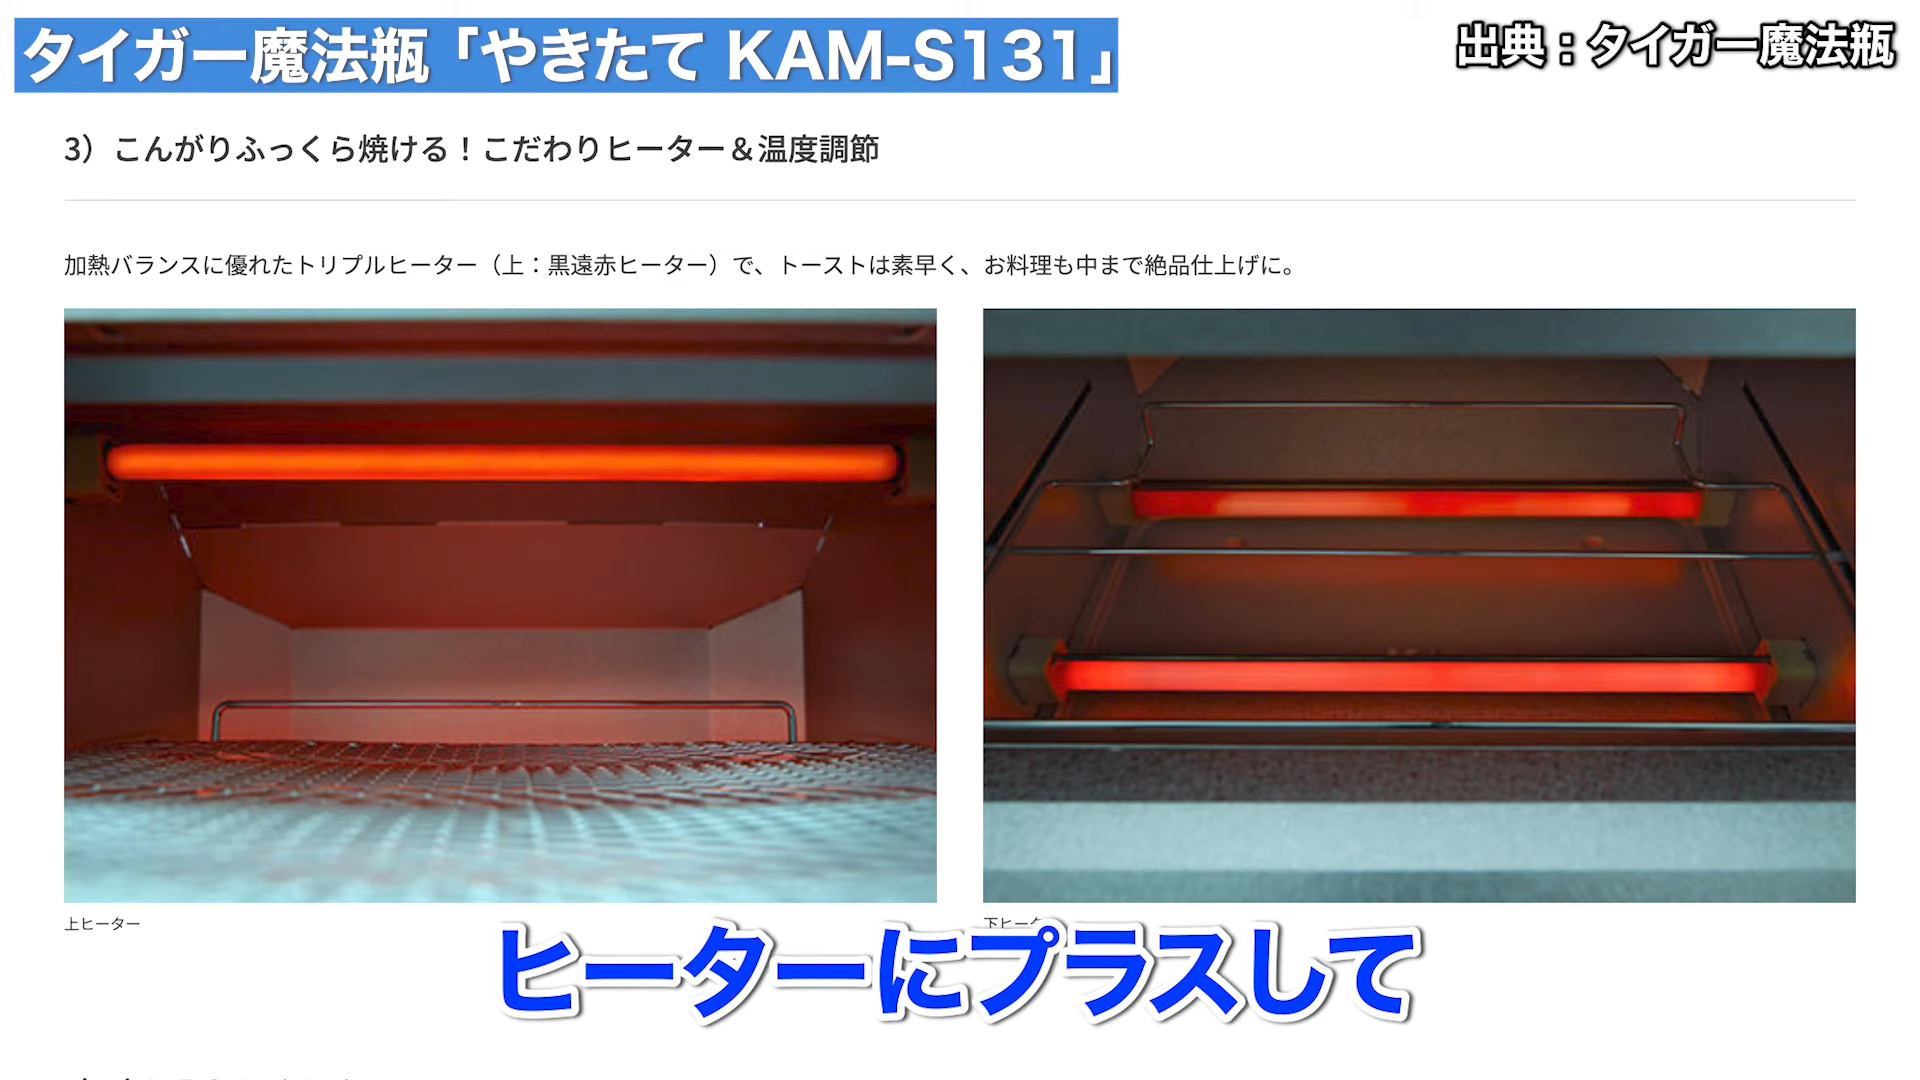 タイガー魔法瓶「やきたて KAM-S131」
出典：タイガー魔法瓶
3）こんがりふっくら焼ける！こだわりヒーター＆温度調節
加熱バランスに優れたトリプルヒーター（上：黒遠赤ヒーター）で、トーストは素早く、お料理も中まで絶品仕上げに。
上ヒーター
ヒーターにプラスして